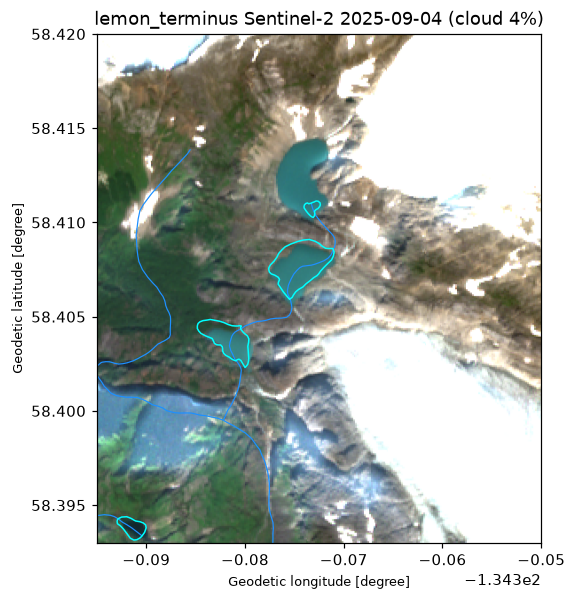 lemon_terminus Sentinel-2 2025-09-04 (cloud 4%)
58.420
58.415
58.410
58.405
58.400
58.395
Geodetic latitude [degree]
−0.09
−0.08
−0.07
−0.06
−0.05
Geodetic longitude [degree]
−1.343e2